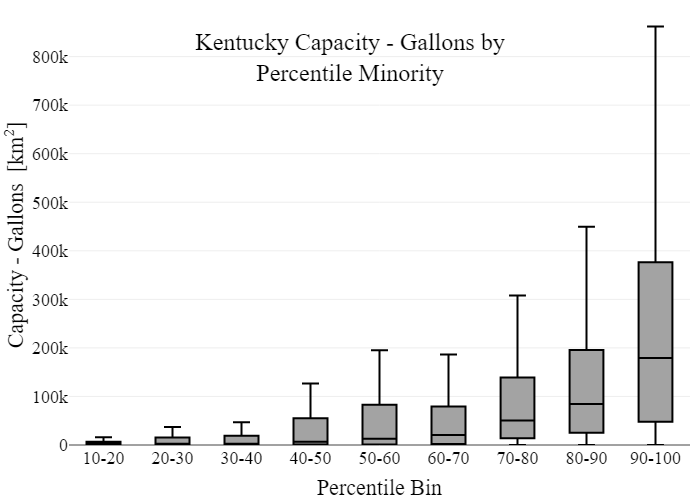 Kentucky Capacity - Gallons by
Percentile Minority
Capacity - Gallons [km²]
800k
700k
600k
500k
400k
300k
200k
100k
0
10-20 20-30 30-40 40-50 50-60 60-70 70-80 80-90 90-100
Percentile Bin